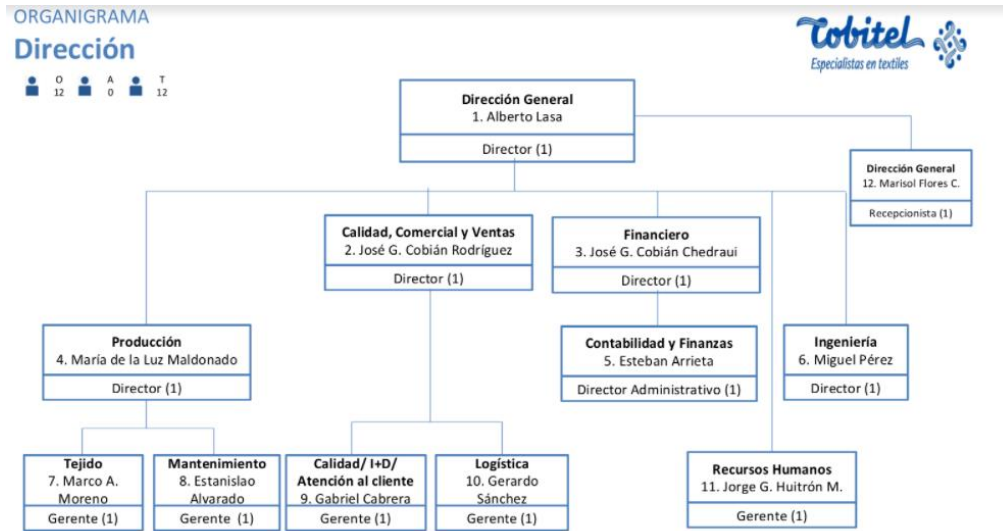 ORGANIGRAMA
Dirección
O
12
A
0
T
12
Tobitel
Especialistas en textiles
Dirección General
1. Alberto Lasa
Director (1)
Dirección General
12. Marisol Flores C.
Recepcionista (1)
Calidad, Comercial y Ventas
2. José G. Cobián Rodríguez
Director (1)
Financiero
3. José G. Cobián Chedraui
Director (1)
Producción
4. María de la Luz Maldonado
Director (1)
Contabilidad y Finanzas
5. Esteban Arrieta
Director Administrativo (1)
Ingeniería
6. Miguel Pérez
Director (1)
Tejido
7. Marco A.
Moreno
Gerente (1)
Mantenimiento
8. Estanislao
Alvarado
Gerente (1)
Calidad/ I+D/
Atención al cliente
9. Gabriel Cabrera
Gerente (1)
Logística
10. Gerardo
Sánchez
Gerente (1)
Recursos Humanos
11. Jorge G. Huitrón M.
Gerente (1)